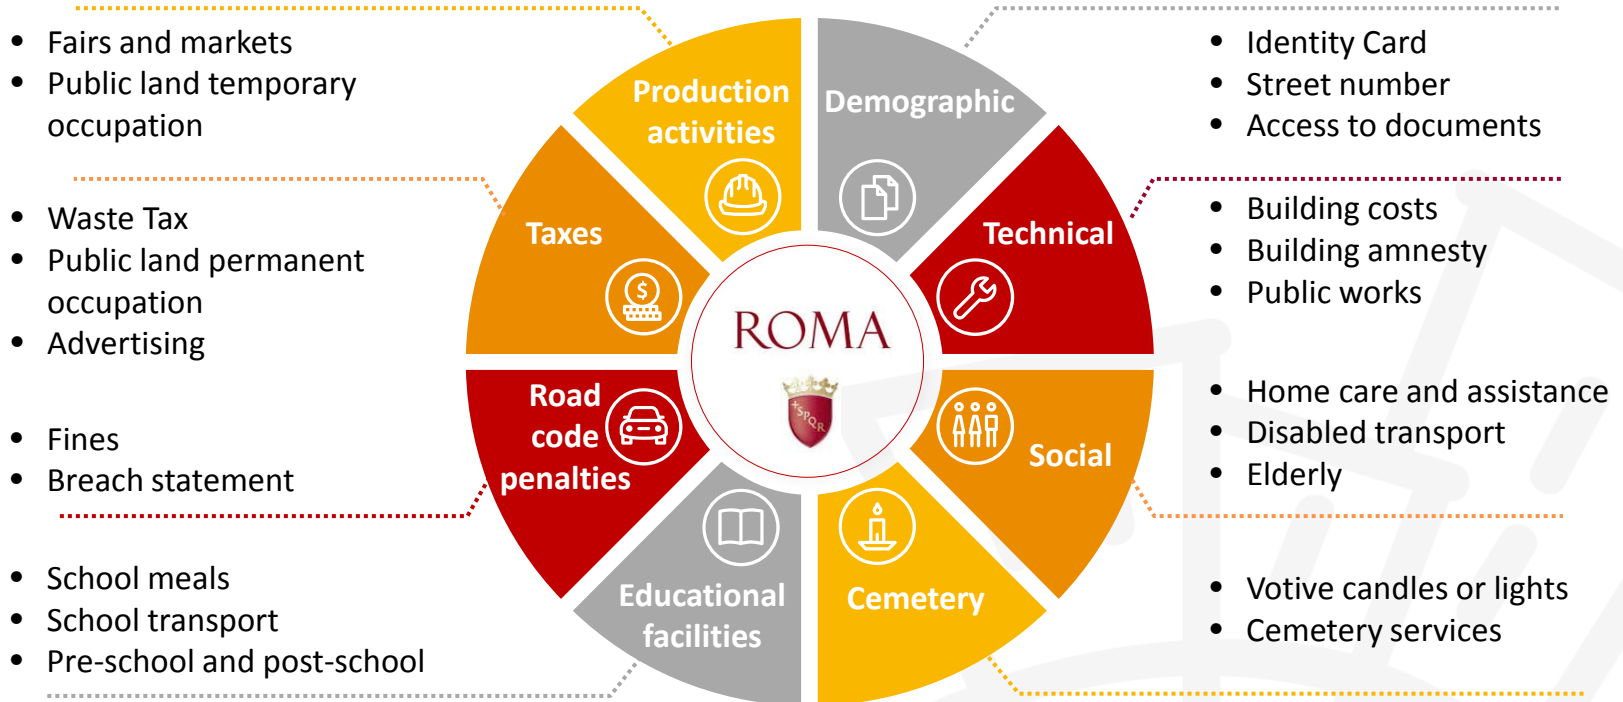 • Fairs and markets
• Public land temporary
occupation
• Waste Tax
• Public land permanent
occupation
• Advertising
• Fines
• Breach statement
• School meals
• School transport
• Pre-school and post-school
Production
activities
Demographic
Taxes
Technical
Road
code
penalties
Social
Educational
facilities
Cemetery
$
ROMA
SPQR
• Identity Card
• Street number
• Access to documents
• Building costs
• Building amnesty
• Public works
• Home care and assistance
• Disabled transport
• Elderly
• Votive candles or lights
• Cemetery services